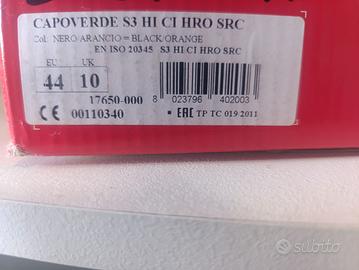 CAPOVERDE S3 HI CI HRO SRC
Col. NERO/ARANCIO = BLACK/ORANGE
EN ISO 20345 S3 HI CI HRO SRC
EU UK
44 10
17650-000
8 023796 402003
CE 00110340
EAC TP TC 019/2011
subito